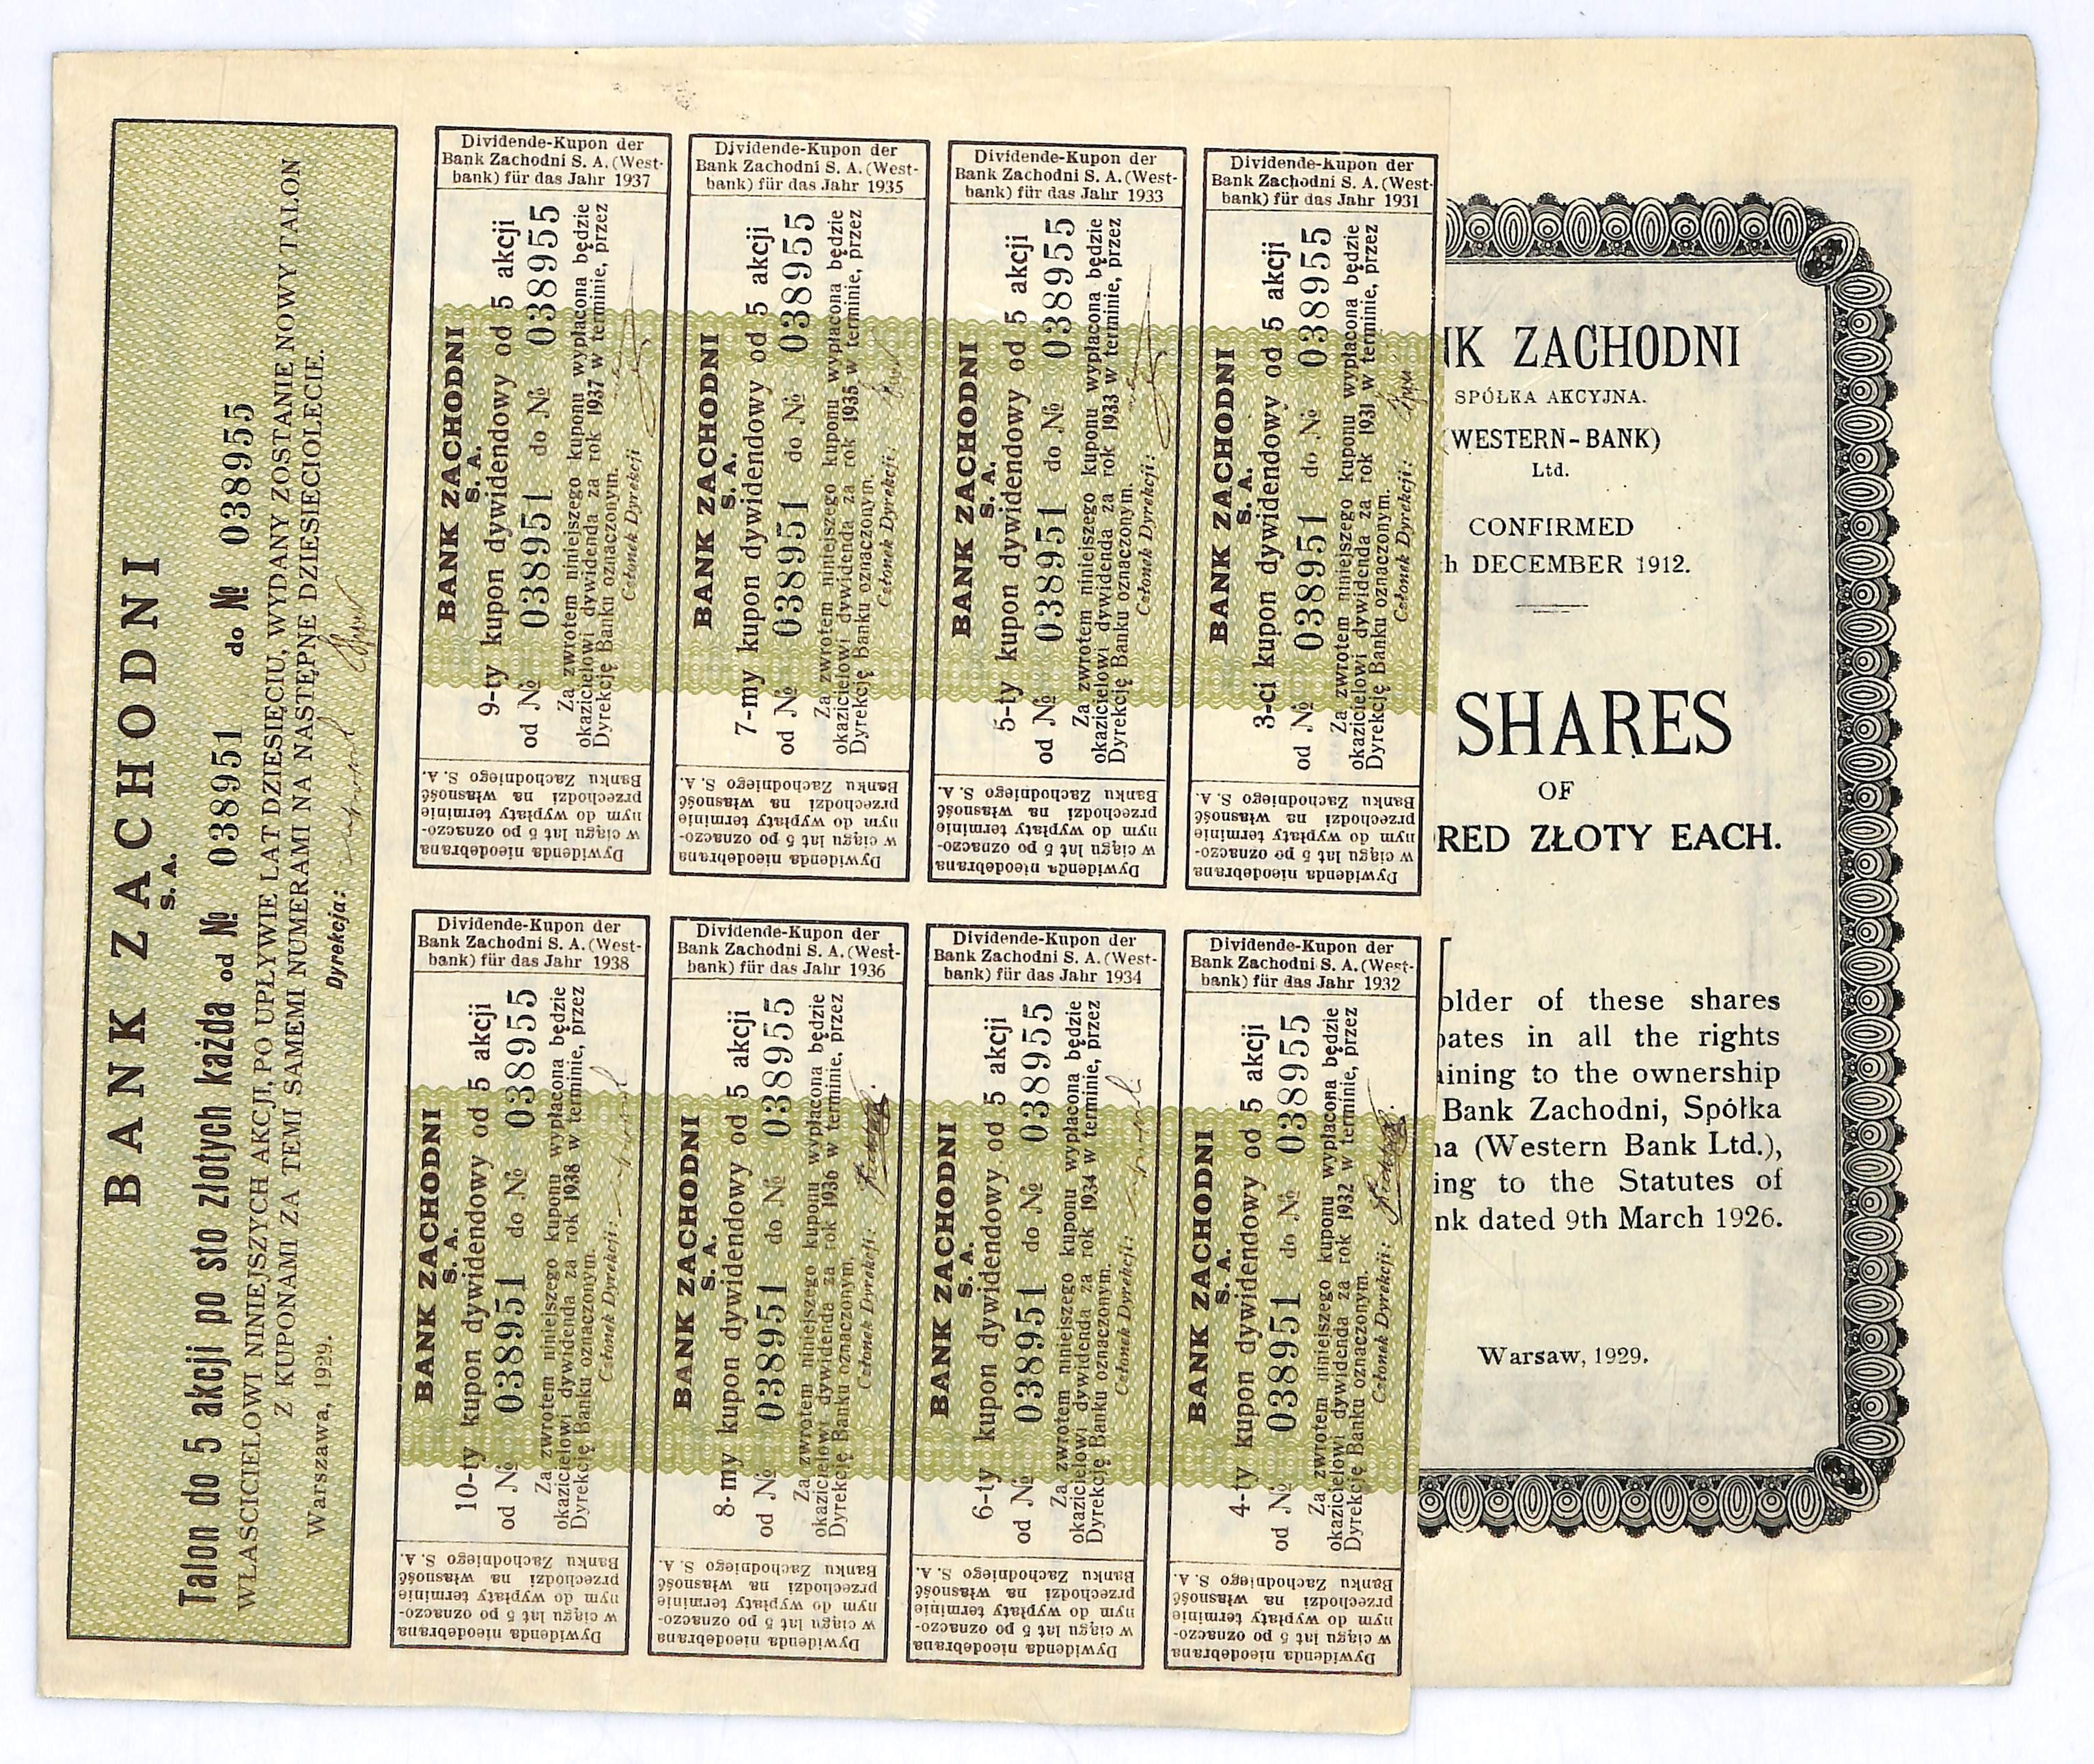 BANK ZACHODNI
S. A.
Talon do 5 akcji po sto złotych każda od № 038951 do № 038955
WŁAŚCICIELOWI NINIEJSZYCH AKCJI, PO UPŁYWIE LAT DZIESIĘCIU, WYDANY ZOSTANIE NOWY TALON
Z KUPONAMI ZA TEMI SAMEMI NUMERAMI NA NASTĘPNE DZIESIĘCIOLECIE.
Warszawa, 1929.
Dyrekcja:
Dividende-Kupon der
Bank Zachodni S. A. (West-
bank) für das Jahr 1937
BANK ZACHODNI
S. A.
9-ty kupon dywidendowy od 5 akcji
od № 038951 do № 038955
Za zwrotem niniejszego kuponu wypłacona będzie
okazicielowi dywidenda za rok 1937 w terminie, przez
Dyrekcję Banku oznaczonym.
Członek Dyrekcji
Dywidenda nieodebrana
w ciągu lat 5 po oznaczo-
nym do wypłaty terminie
przechodzi na własność
Banku Zachodniego S. A.
Dividende-Kupon der
Bank Zachodni S. A. (West-
bank) für das Jahr 1935
BANK ZACHODNI
S. A.
7-my kupon dywidendowy od 5 akcji
od № 038951 do № 038955
Za zwrotem niniejszego kuponu wypłacona będzie
okazicielowi dywidenda za rok 1935 w terminie, przez
Dyrekcję Banku oznaczonym.
Członek Dyrekcji:
Dywidenda nieodebrana
w ciągu lat 5 po oznaczo-
nym do wypłaty terminie
przechodzi na własność
Banku Zachodniego S. A.
Dividende-Kupon der
Bank Zachodni S. A. (West-
bank) für das Jahr 1933
BANK ZACHODNI
S. A.
5-ty kupon dywidendowy od 5 akcji
od № 038951 do № 038955
Za zwrotem niniejszego kuponu wypłacona będzie
okazicielowi dywidenda za rok 1933 w terminie, przez
Dyrekcję Banku oznaczonym.
Członek Dyrekcji:
Dywidenda nieodebrana
w ciągu lat 5 po oznaczo-
nym do wypłaty terminie
przechodzi na własność
Banku Zachodniego S. A.
Dividende-Kupon der
Bank Zachodni S. A. (West-
bank) für das Jahr 1931
BANK ZACHODNI
S. A.
3-ci kupon dywidendowy od 5 akcji
od № 038951 do № 038955
Za zwrotem niniejszego kuponu wypłacona będzie
okazicielowi dywidenda za rok 1931 w terminie, przez
Dyrekcję Banku oznaczonym.
Członek Dyrekcji:
Dywidenda nieodebrana
w ciągu lat 5 po oznaczo-
nym do wypłaty terminie
przechodzi na własność
Banku Zachodniego S. A.
Dividende-Kupon der
Bank Zachodni S. A. (West-
bank) für das Jahr 1938
BANK ZACHODNI
S. A.
10-ty kupon dywidendowy od 5 akcji
od № 038951 do № 038955
Za zwrotem niniejszego kuponu wypłacona będzie
okazicielowi dywidenda za rok 1938 w terminie, przez
Dyrekcję Banku oznaczonym.
Członek Dyrekcji:
Dywidenda nieodebrana
w ciągu lat 5 po oznaczo-
nym do wypłaty terminie
przechodzi na własność
Banku Zachodniego S. A.
Dividende-Kupon der
Bank Zachodni S. A. (West-
bank) für das Jahr 1936
BANK ZACHODNI
S. A.
8-my kupon dywidendowy od 5 akcji
od № 038951 do № 038955
Za zwrotem niniejszego kuponu wypłacona będzie
okazicielowi dywidenda za rok 1936 w terminie, przez
Dyrekcję Banku oznaczonym.
Członek Dyrekcji:
Dywidenda nieodebrana
w ciągu lat 5 po oznaczo-
nym do wypłaty terminie
przechodzi na własność
Banku Zachodniego S. A.
Dividende-Kupon der
Bank Zachodni S. A. (West-
bank) für das Jahr 1934
BANK ZACHODNI
S. A.
6-ty kupon dywidendowy od 5 akcji
od № 038951 do № 038955
Za zwrotem niniejszego kuponu wypłacona będzie
okazicielowi dywidenda za rok 1934 w terminie, przez
Dyrekcję Banku oznaczonym.
Członek Dyrekcji:
Dywidenda nieodebrana
w ciągu lat 5 po oznaczo-
nym do wypłaty terminie
przechodzi na własność
Banku Zachodniego S. A.
Dividende-Kupon der
Bank Zachodni S. A. (West-
bank) für das Jahr 1932
BANK ZACHODNI
S. A.
4-ty kupon dywidendowy od 5 akcji
od № 038951 do № 038955
Za zwrotem niniejszego kuponu wypłacona będzie
okazicielowi dywidenda za rok 1932 w terminie, przez
Dyrekcję Banku oznaczonym.
Członek Dyrekcji:
Dywidenda nieodebrana
w ciągu lat 5 po oznaczo-
nym do wypłaty terminie
przechodzi na własność
Banku Zachodniego S. A.
NK ZACHODNI
SPÓŁKA AKCYJNA.
(WESTERN-BANK)
Ltd.
CONFIRMED
h DECEMBER 1912.
SHARES
OF
RED ZŁOTY EACH.
older of these shares
pates in all the rights
aining to the ownership
Bank Zachodni, Spółka
na (Western Bank Ltd.),
ing to the Statutes of
nk dated 9th March 1926.
Warsaw, 1929.